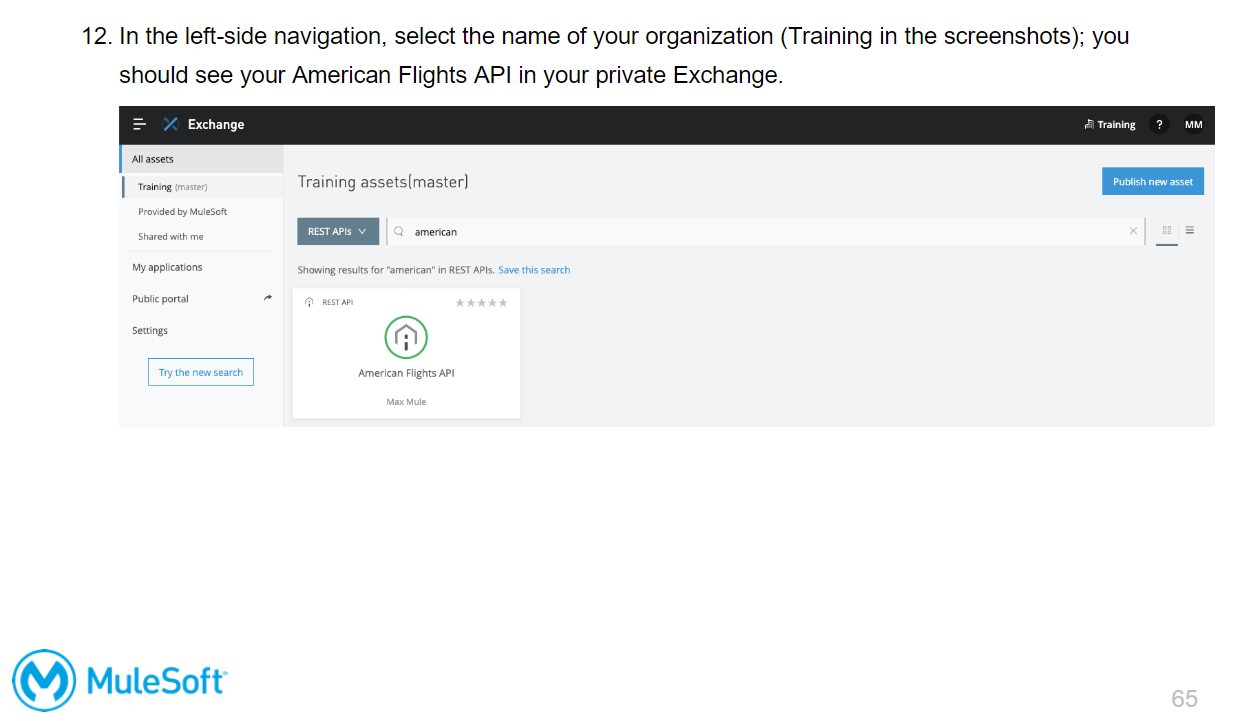 12. In the left-side navigation, select the name of your organization (Training in the screenshots); you
should see your American Flights API in your private Exchange.
Exchange
Training
?
MM
All assets
Training (master)
Provided by MuleSoft
Shared with me
My applications
Public portal
Settings
Try the new search
Training assets(master)
Publish new asset
REST APIs
american
Showing results for "american" in REST APIs. Save this search
REST API
American Flights API
Max Mule
MuleSoft
65